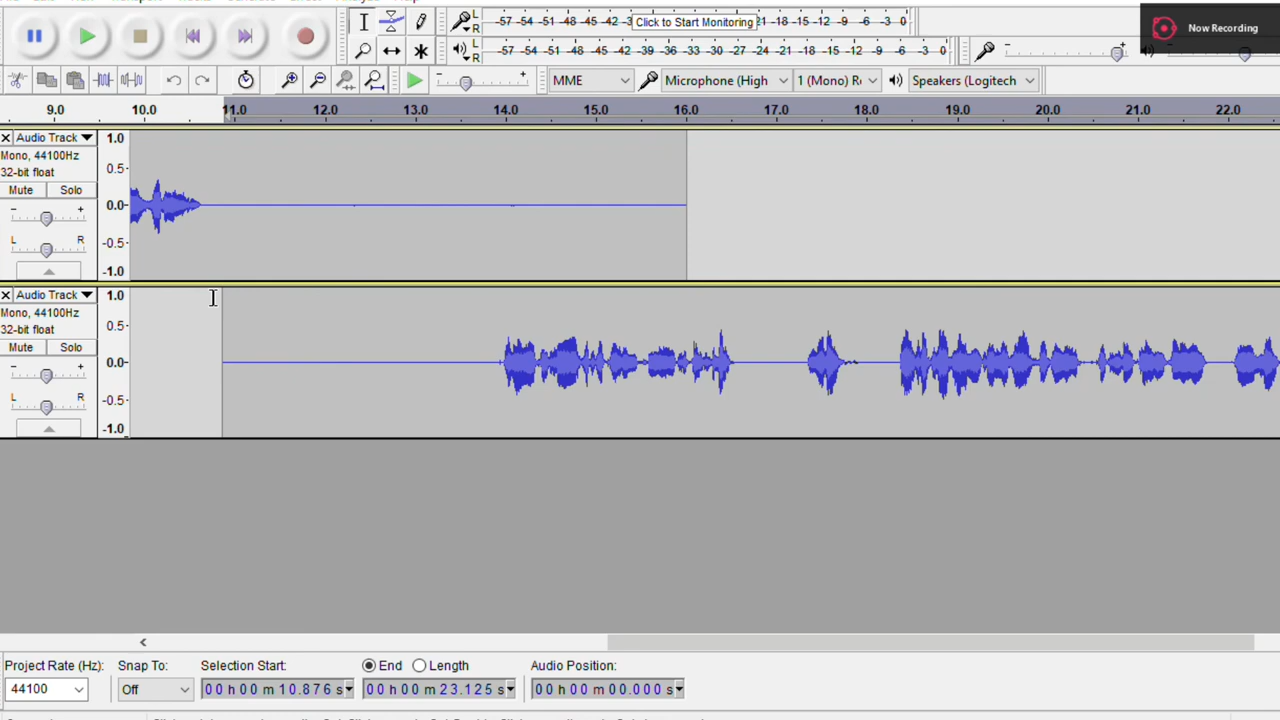 -57 -54 -51 -48 -45 -42 -3 Click to Start Monitoring 21 -18 -15 -12 -9 -6 -3 0
Now Recording
-57 -54 -51 -48 -45 -42 -39 -36 -33 -30 -27 -24 -21 -18 -15 -12 -9 -6 -3 0
L
R
L
R
- +
- +
MME
Microphone (High
1 (Mono) Re
Speakers (Logitech
9.0 10.0 11.0 12.0 13.0 14.0 15.0 16.0 17.0 18.0 19.0 20.0 21.0 22.0
X Audio Track
Mono, 44100Hz
32-bit float
Mute Solo
- +
L R
1.0
0.5
0.0
-0.5
-1.0
X Audio Track
Mono, 44100Hz
32-bit float
Mute Solo
- +
L R
1.0
0.5
0.0
-0.5
-1.0
Project Rate (Hz): Snap To: Selection Start: End Length Audio Position:
44100 Off 00 h 00 m 10.876 s 00 h 00 m 23.125 s 00 h 00 m 00.000 s